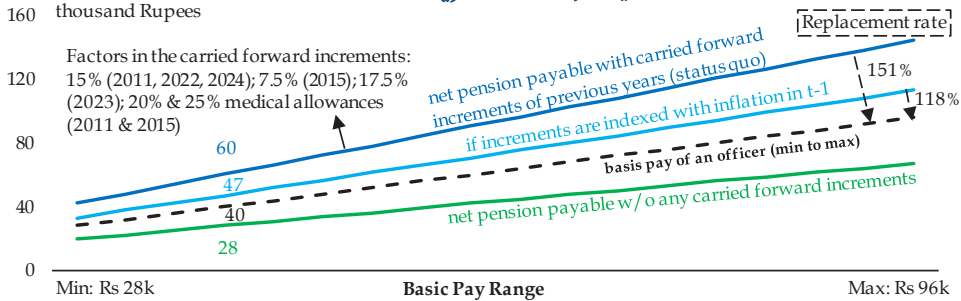 160
thousand Rupees
Replacement rate
Factors in the carried forward increments:
15% (2011, 2022, 2024); 7.5% (2015); 17.5%
(2023); 20% & 25% medical allowances
(2011 & 2015)
net pension payable with carried forward
increments of previous years (status quo)
151%
118%
120
if increments are indexed with inflation in t-1
60
80
basis pay of an officer (min to max)
47
40
40
net pension payable w/o any carried forward increments
28
0
Min: Rs 28k
Basic Pay Range
Max: Rs 96k